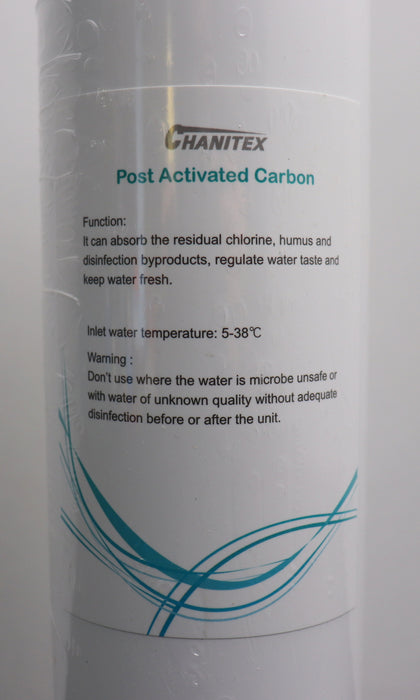 CHANITEX
Post Activated Carbon
Function:
It can absorb the residual chlorine, humus and
disinfection byproducts, regulate water taste and
keep water fresh.
Inlet water temperature: 5-38℃
Warning :
Don't use where the water is microbe unsafe or
with water of unknown quality without adequate
disinfection before or after the unit.